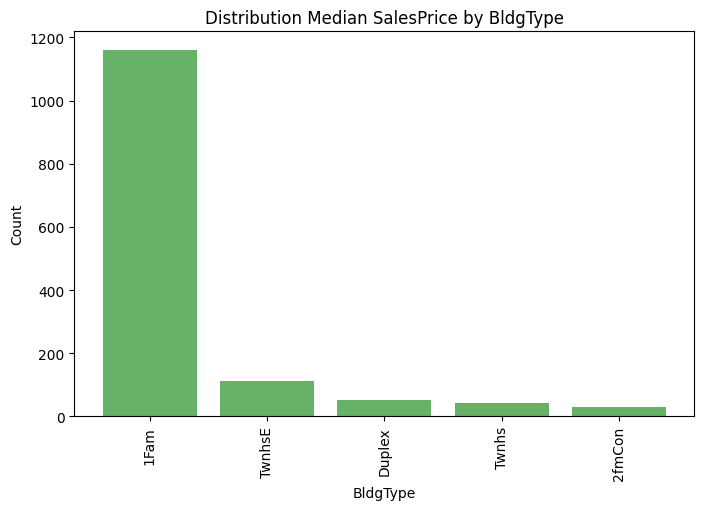 Distribution Median SalesPrice by BldgType
1200
1000
800
600
400
200
0
Count
1Fam
TwnhsE
Duplex
Twnhs
2fmCon
BldgType